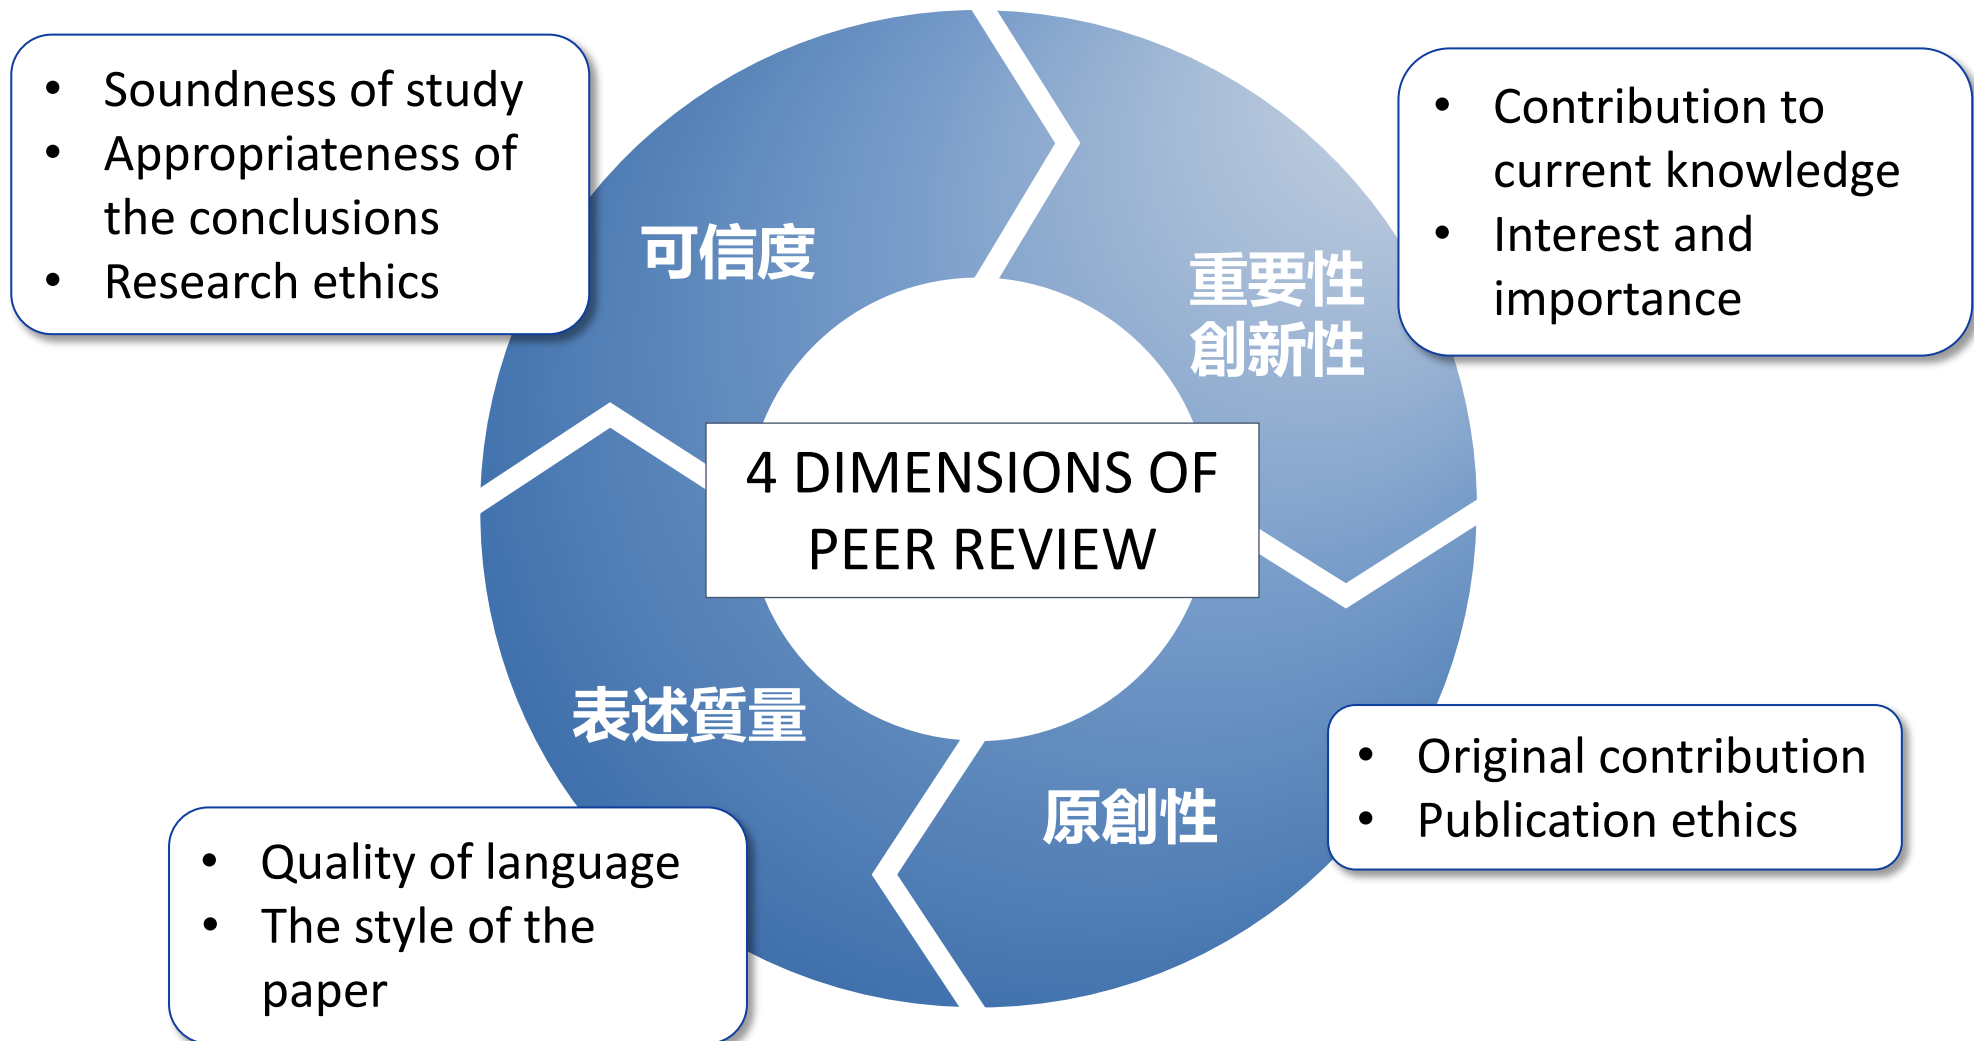 • Soundness of study
• Appropriateness of
the conclusions
• Research ethics
• Contribution to
current knowledge
• Interest and
importance
可信度
重要性
創新性
4 DIMENSIONS OF
PEER REVIEW
表述質量
原創性
• Original contribution
• Publication ethics
• Quality of language
• The style of the
paper